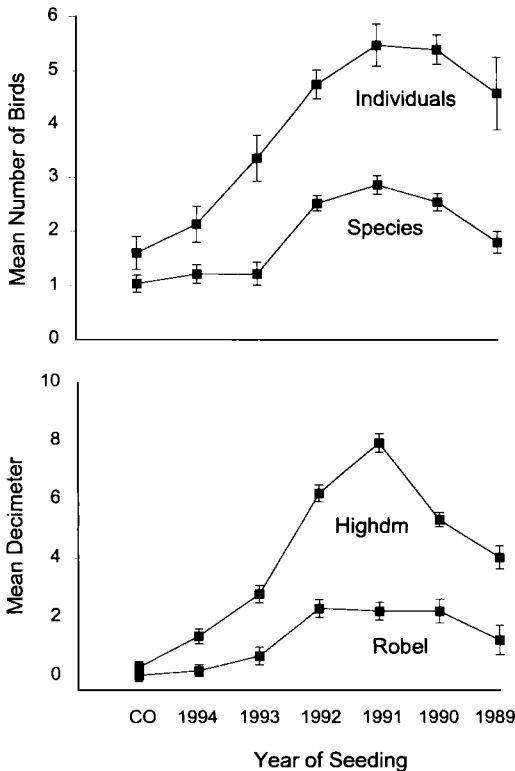 Mean Number of Birds
6
5
4
3
2
1
0
Individuals
Species
Mean Decimeter
10
8
6
4
2
0
Highdm
Robel
CO 1994 1993 1992 1991 1990 1989
Year of Seeding